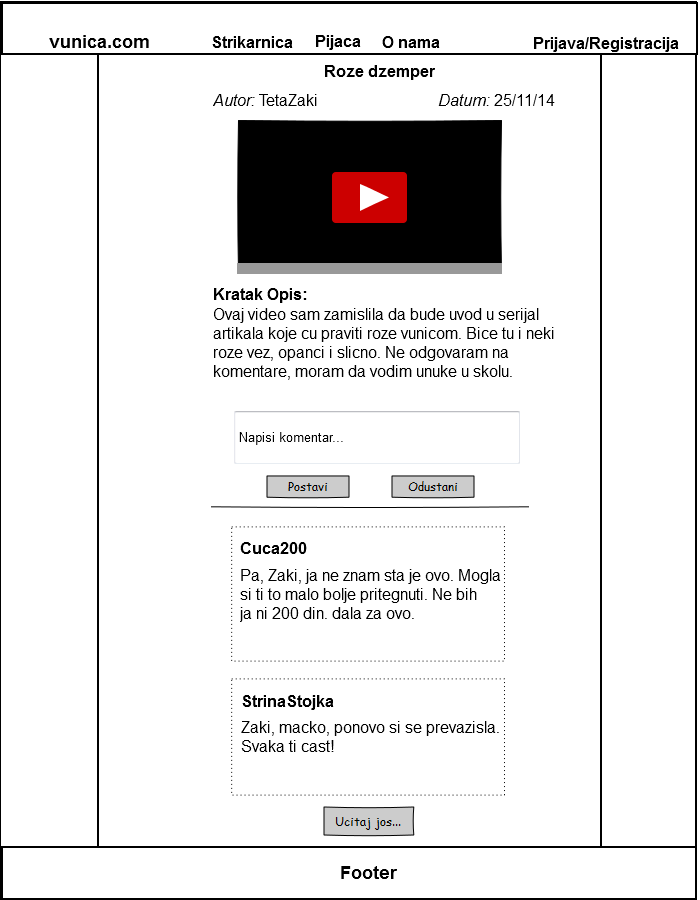 vunica.com Strikarnica Pijaca O nama Prijava/Registracija
Roze dzemper
Autor: TetaZaki Datum: 25/11/14
Kratak Opis:
Ovaj video sam zamislila da bude uvod u serijal
artikala koje cu praviti roze vunicom. Bice tu i neki
roze vez, opanci i slicno. Ne odgovaram na
komentare, moram da vodim unuke u skolu.
Napisi komentar...
Postavi Odustani
Cuca200
Pa, Zaki, ja ne znam sta je ovo. Mogla
si ti to malo bolje pritegnuti. Ne bih
ja ni 200 din. dala za ovo.
StrinaStojka
Zaki, macko, ponovo si se prevazisla.
Svaka ti cast!
Ucitaj jos...
Footer